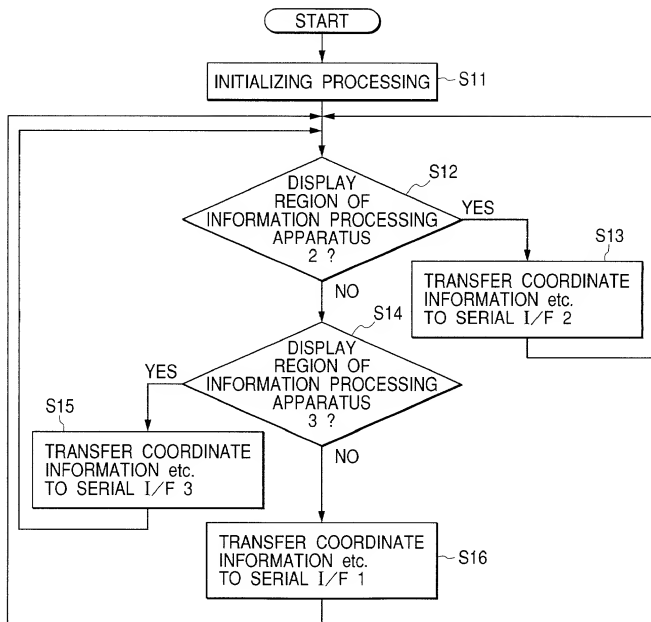 START
INITIALIZING PROCESSING
S11
S12
DISPLAY
REGION OF
INFORMATION PROCESSING
APPARATUS
2 ?
YES
NO
S13
TRANSFER COORDINATE
INFORMATION etc.
TO SERIAL I/F 2
S14
DISPLAY
REGION OF
INFORMATION PROCESSING
APPARATUS
3 ?
YES
NO
S15
TRANSFER COORDINATE
INFORMATION etc.
TO SERIAL I/F 3
TRANSFER COORDINATE
INFORMATION etc.
TO SERIAL I/F 1
S16